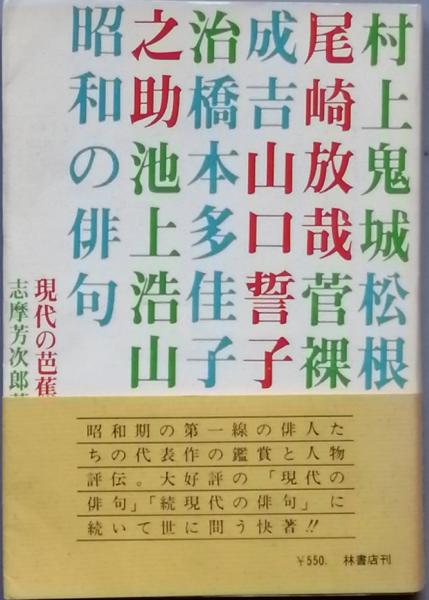 村上鬼城松根
尾崎放哉菅裸
成吉山口誓子
治橋本多佳子
之助池上浩山
昭和の俳句
現代の芭蕉
志摩芳次郎
昭和期の第一線の俳人た
ちの代表作の鑑賞と人物
評伝。大好評の「現代の
俳句」「続現代の俳句」に
続いて世に問う快著!!
¥550. 林書店刊